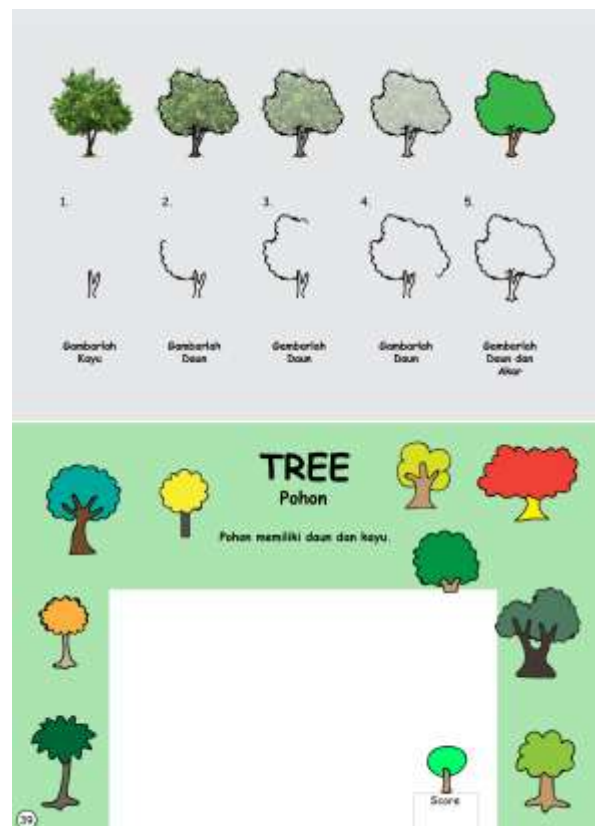 1.
2.
3.
4.
5.
Gambarlah
Kayu
Gambarlah
Daun
Gambarlah
Daun
Gambarlah
Daun
Gambarlah
Daun dan
Akar
TREE
Pohon
Pohon memiliki daun dan kayu.
Score
39